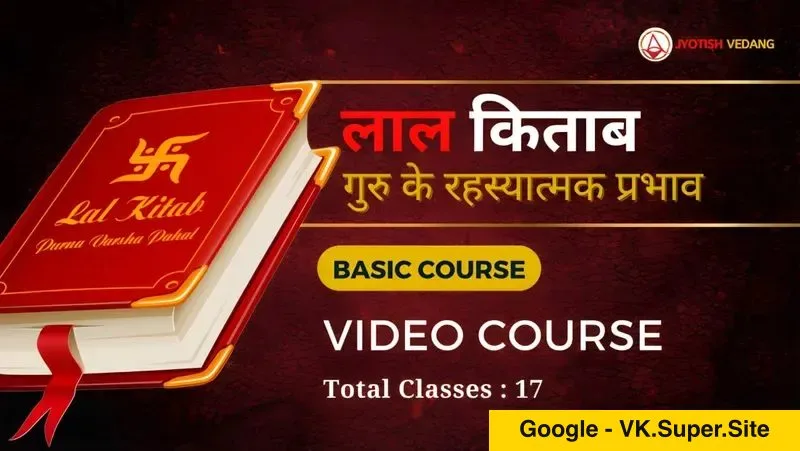 JYOTISH VEDANG
लाल किताब
गुरु के रहस्यात्मक प्रभाव
Lal Kitab
Purna Varsha Pahal
BASIC COURSE
VIDEO COURSE
Total Classes : 17
Google - VK.Super.Site